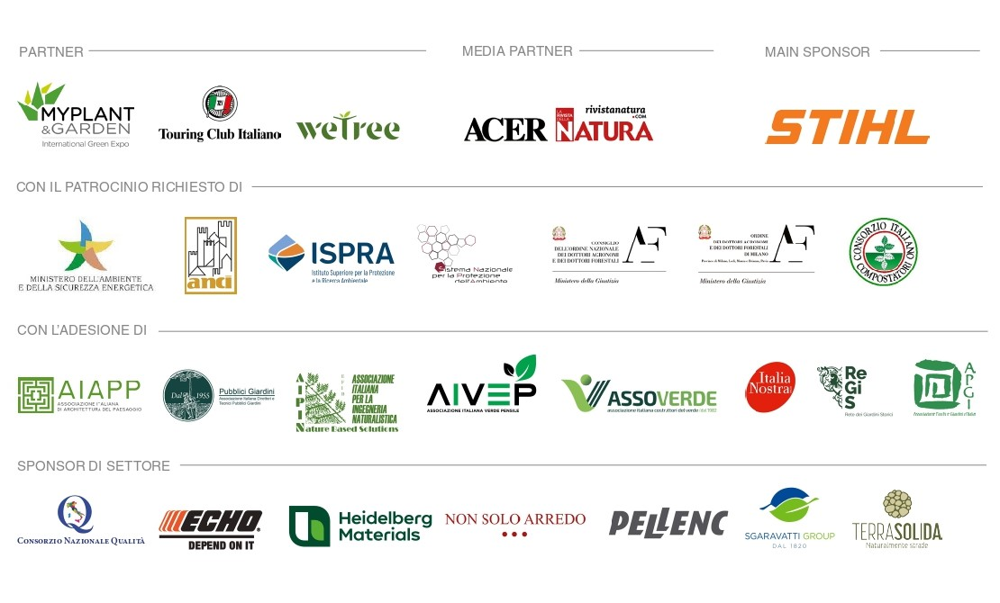 PARTNER
MEDIA PARTNER
MAIN SPONSOR
MYPLANT
&GARDEN
International Green Expo
TCI
Touring Club Italiano
weTree
ACER
LA RIVISTA DELLA
NATURA
rivistanatura
.COM
STIHL
CON IL PATROCINIO RICHIESTO DI
MINISTERO DELL'AMBIENTE
E DELLA SICUREZZA ENERGETICA
anci
ISPRA
Istituto Superiore per la Protezione
e la Ricerca Ambientale
Sistema Nazionale
per la Protezione
dell'Ambiente
CONSIGLIO
DELL'ORDINE NAZIONALE
DEI DOTTORI AGRONOMI
E DEI DOTTORI FORESTALI
AF
Ministero della Giustizia
ORDINE
DEI DOTTORI AGRONOMI
E DEI DOTTORI FORESTALI
DI MILANO
AF
Ministero della Giustizia
CONSORZIO ITALIANO
COMPOSTATORI
CON L'ADESIONE DI
AIAPP
ASSOCIAZIONE ITALIANA
DI ARCHITETTURA DEL PAESAGGIO
Dal 1955
Pubblici Giardini
Associazione Italiana Direttori e
Tecnici Pubblici Giardini
AIPIN
ASSOCIAZIONE
ITALIANA
PER LA
INGEGNERIA
NATURALISTICA
Nature Based Solutions
AIVEP
ASSOCIAZIONE ITALIANA VERDE PENSILE
ASSOVERDE
associazione italiana costruttori del verde dal 1982
Italia
Nostra
Re
GiS
Rete dei Giardini Storici
APGI
Associazione Parchi e Giardini d'Italia
SPONSOR DI SETTORE
Q
CONSORZIO NAZIONALE QUALITÀ
ECHO
DEPEND ON IT
Heidelberg
Materials
NON SOLO ARREDO
PELLENC
SGARAVATTI GROUP
DAL 1820
TERRASOLIDA
Naturalmente strade